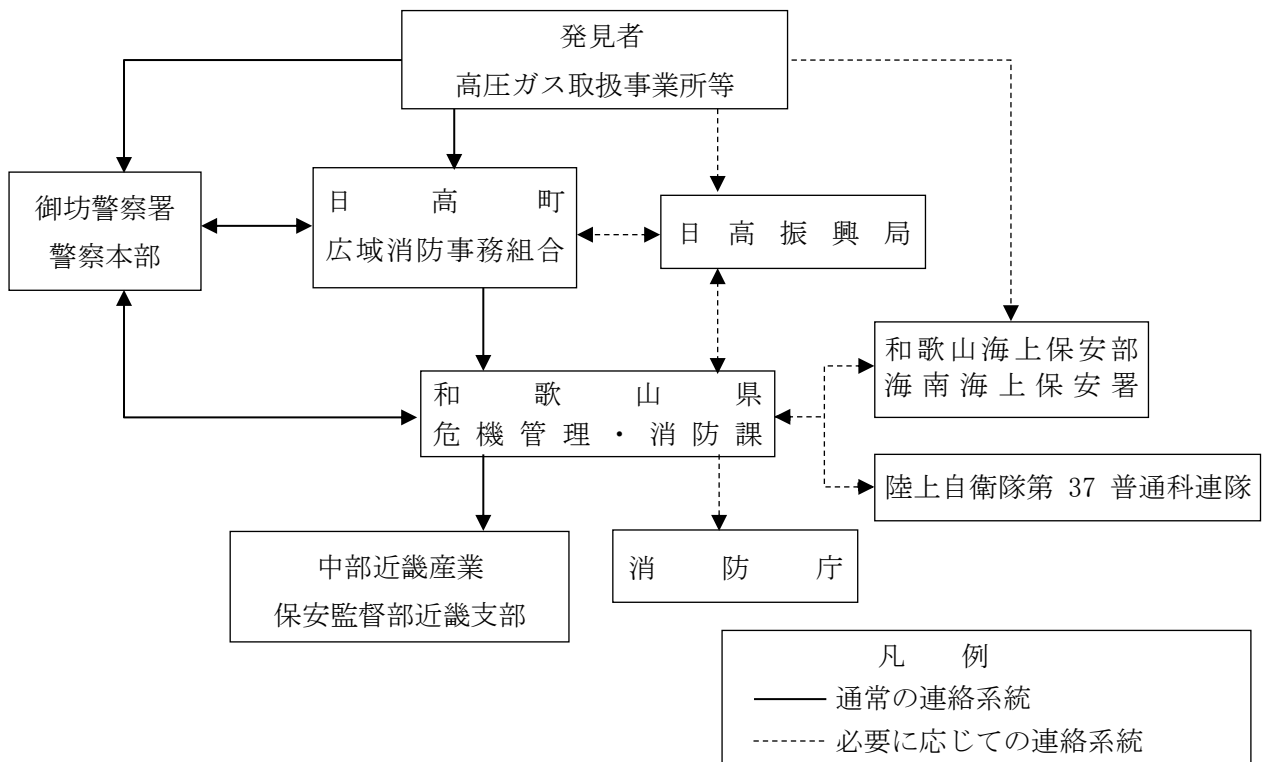 発見者
高圧ガス取扱事業所等
御坊警察署
警察本部
日高町
広域消防事務組合
日高振興局
和歌山海上保安部
海南海上保安署
和歌山県
危機管理・消防課
陸上自衛隊第 37 普通科連隊
中部近畿産業
保安監督部近畿支部
消防庁
凡例
通常の連絡系統
必要に応じての連絡系統